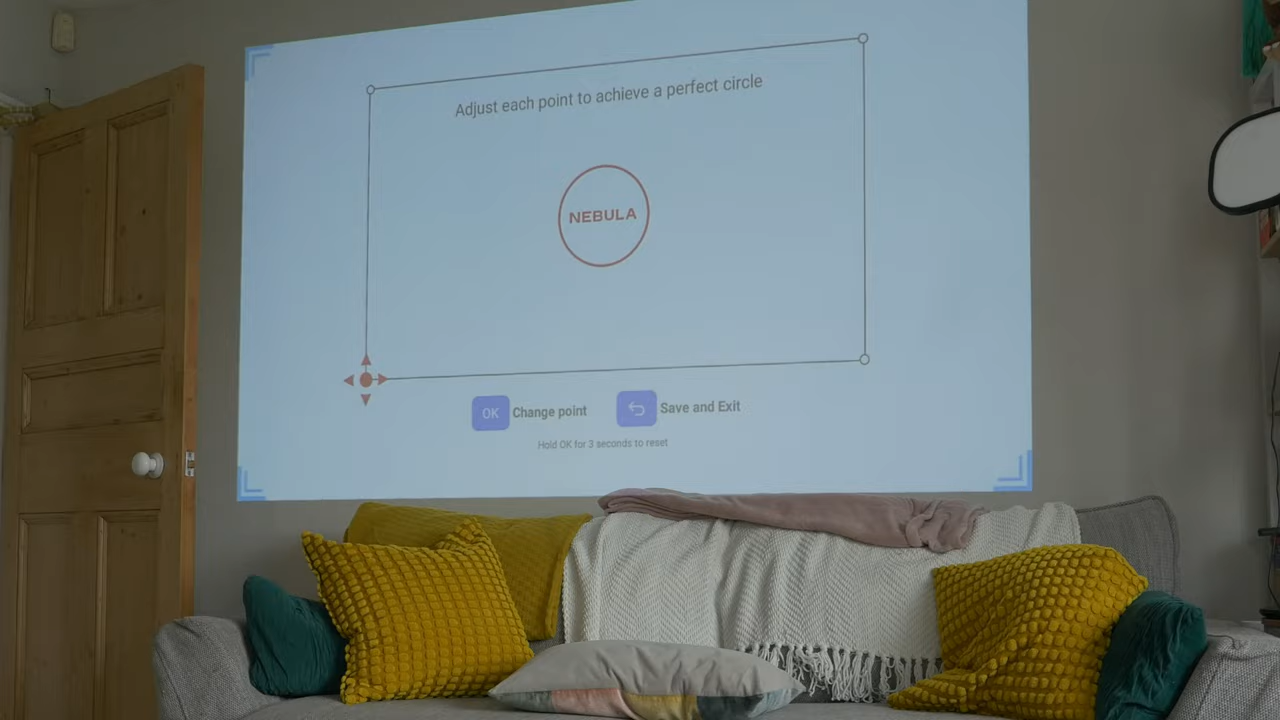 Adjust each point to achieve a perfect circle
NEBULA
OK Change point
Save and Exit
Hold OK for 3 seconds to reset